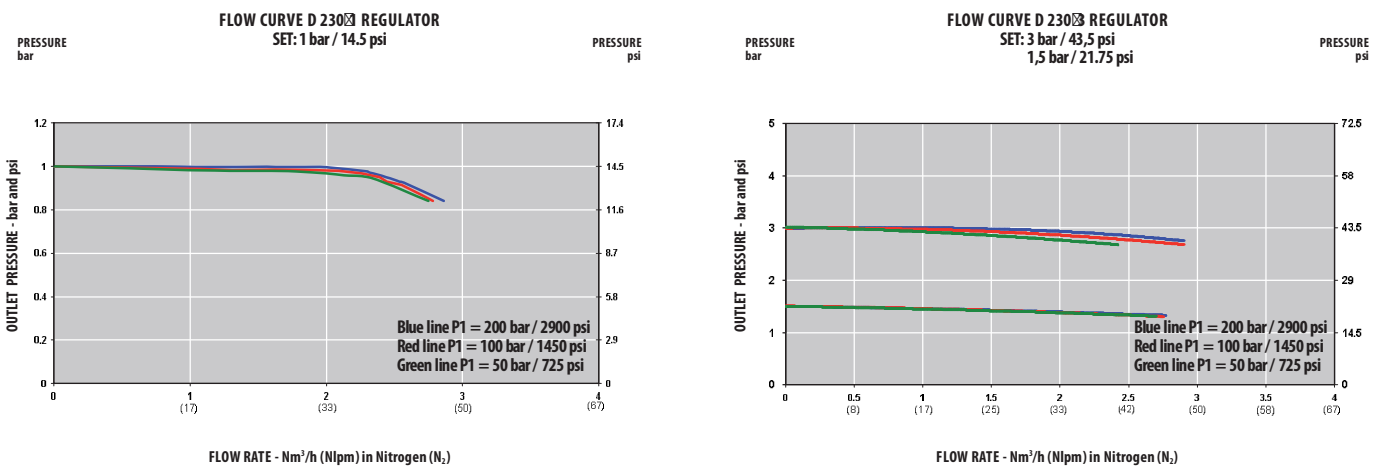 FLOW CURVE D 230☒1 REGULATOR
SET: 1 bar / 14.5 psi
PRESSURE
bar
PRESSURE
psi
OUTLET PRESSURE - bar and psi
1.2
1
0.8
0.6
0.4
0.2
0
17.4
14.5
11.6
8.7
5.8
2.9
0
Blue line P1 = 200 bar / 2900 psi
Red line P1 = 100 bar / 1450 psi
Green line P1 = 50 bar / 725 psi
0 1 2 3 4
(17) (33) (50) (67)
FLOW RATE - Nm³/h (Nlpm) in Nitrogen (N₂)
FLOW CURVE D 230☒3 REGULATOR
SET: 3 bar / 43,5 psi
1,5 bar / 21.75 psi
PRESSURE
bar
PRESSURE
psi
OUTLET PRESSURE - bar and psi
5
4
3
2
1
0
72.5
58
43.5
29
14.5
0
Blue line P1 = 200 bar / 2900 psi
Red line P1 = 100 bar / 1450 psi
Green line P1 = 50 bar / 725 psi
0 0.5 1 1.5 2 2.5 3 3.5 4
(8) (17) (25) (33) (42) (50) (58) (67)
FLOW RATE - Nm³/h (Nlpm) in Nitrogen (N₂)